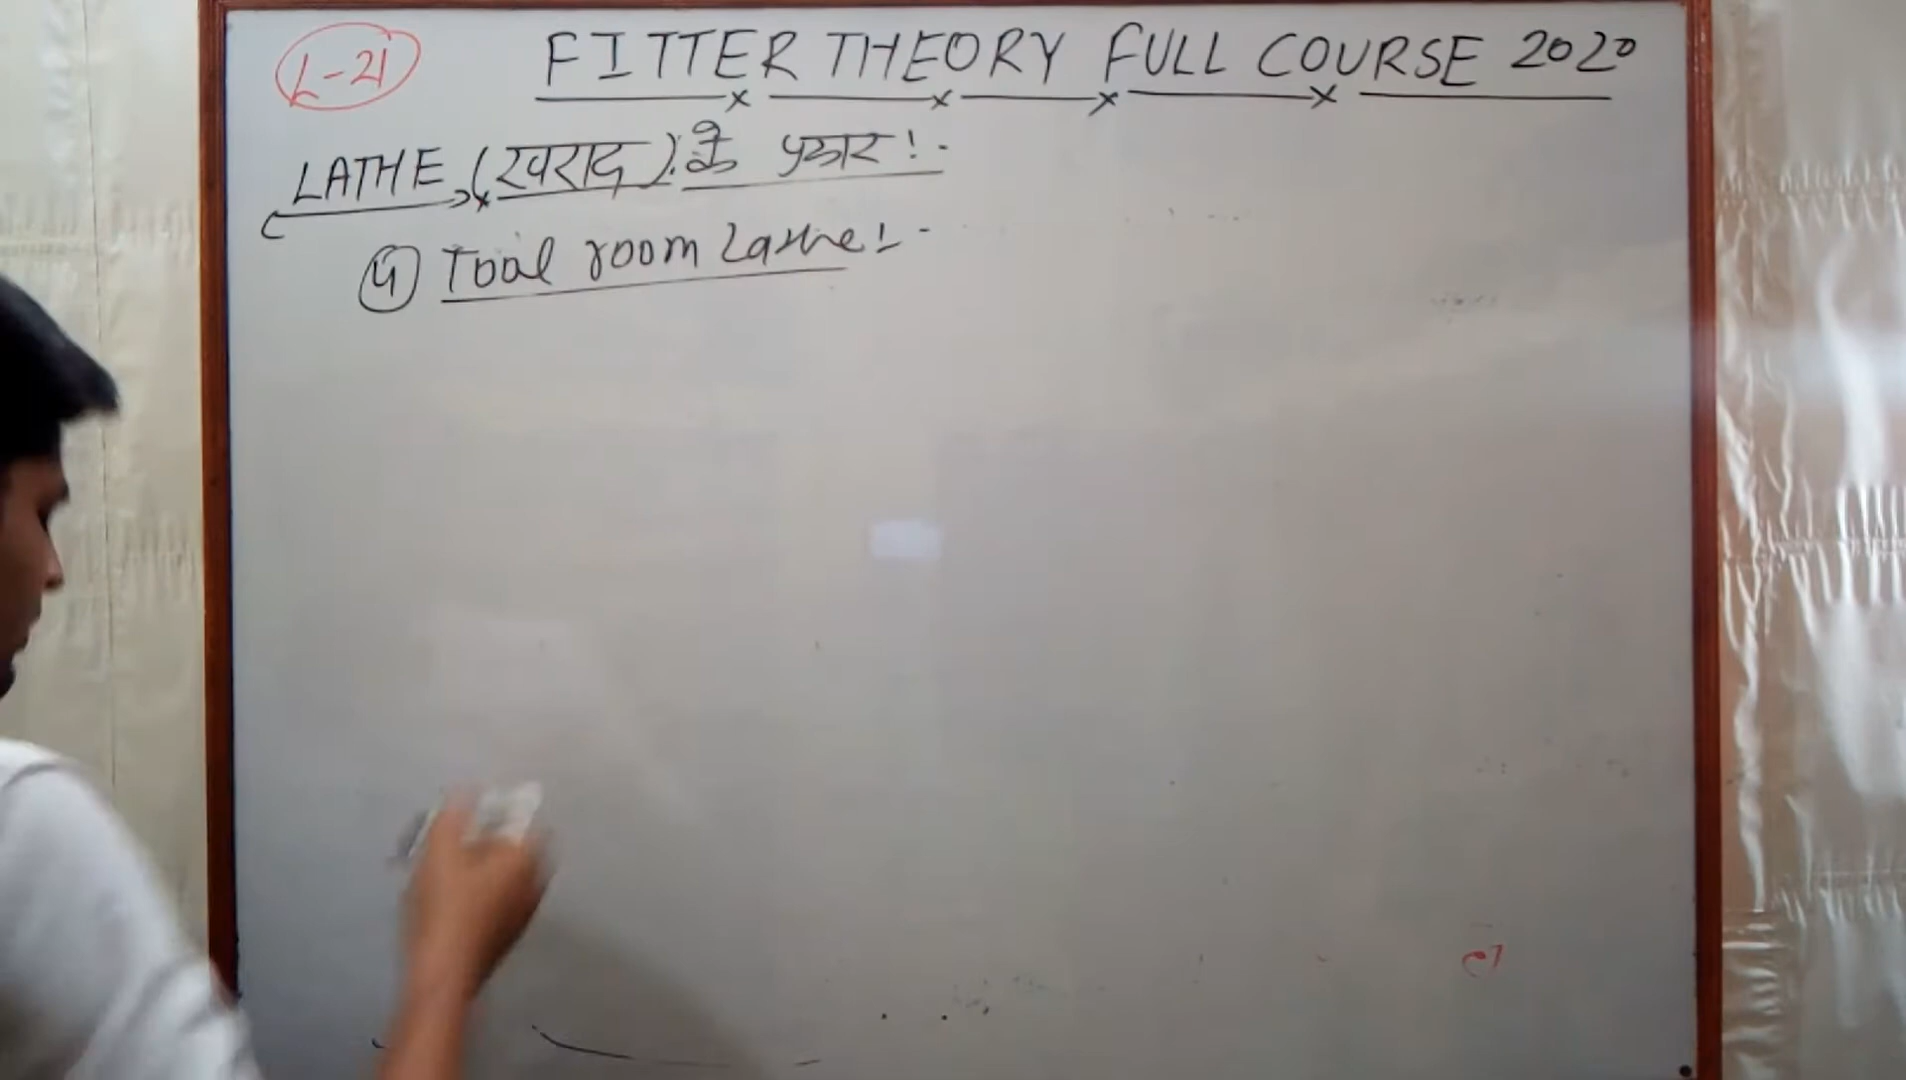 L-21
FITTER THEORY FULL COURSE 2020
LATHE (खराद) के प्रकार :-
④ Tool room Lathe :-